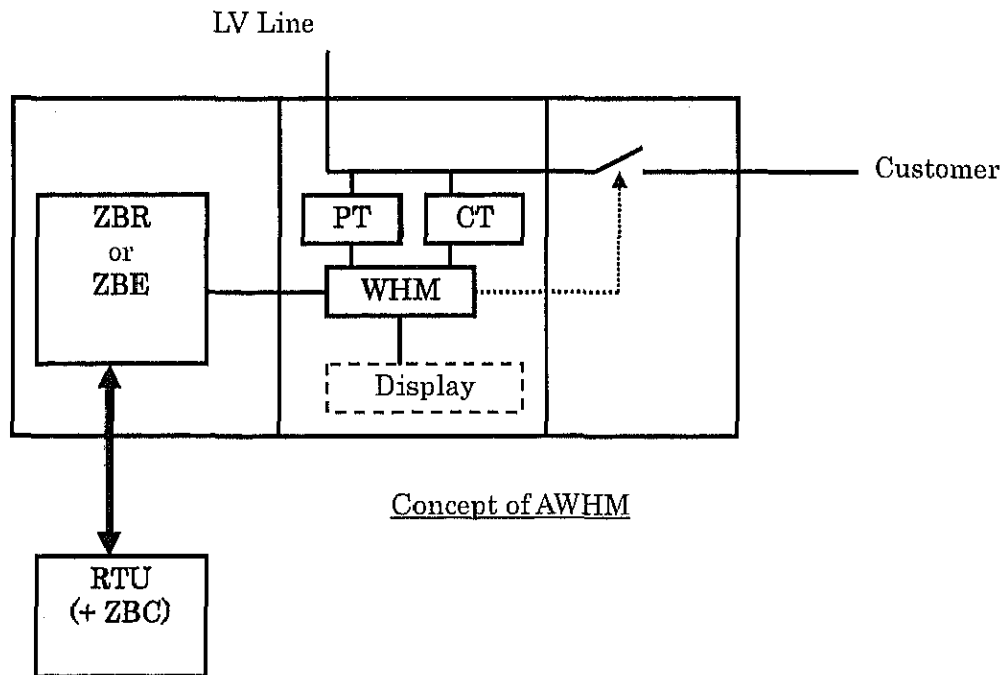 LV Line
Customer
ZBR
or
ZBE
PT
CT
WHM
Display
Concept of AWHM
RTU
(+ ZBC)